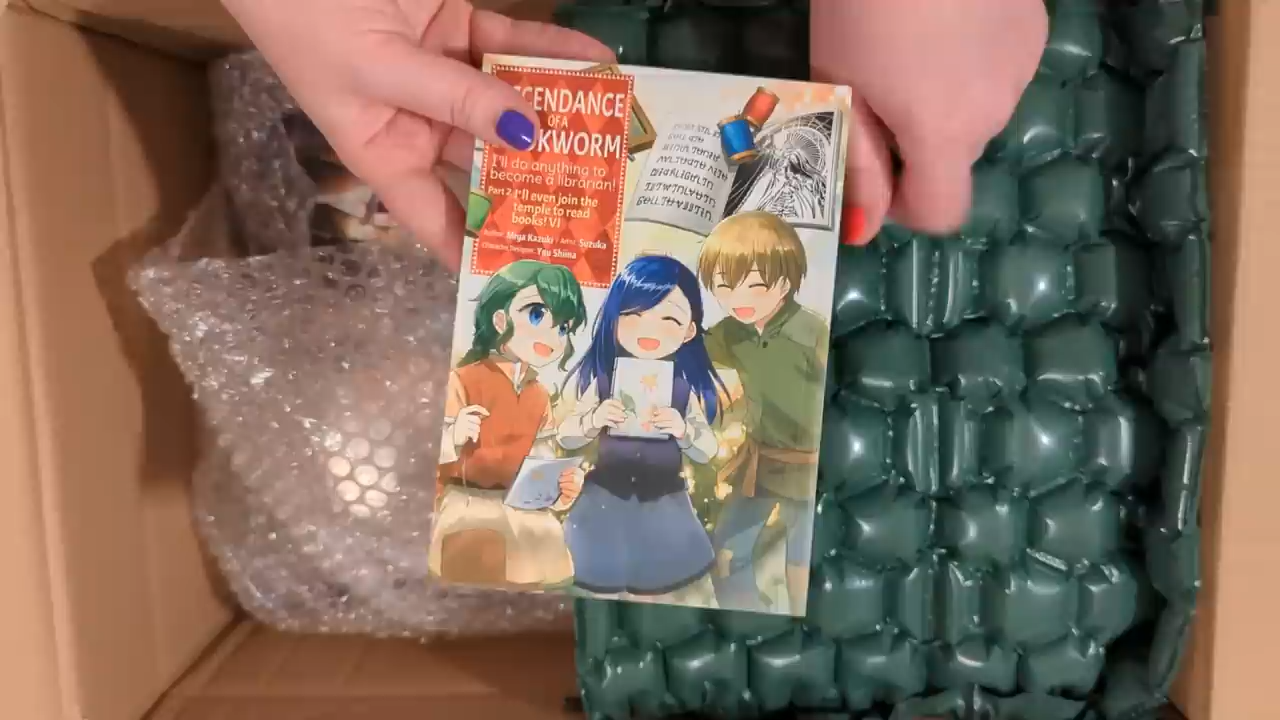 CENDANCE
OF A
KWORM
I'll do anything to
become a librarian!
Part 2 I'll even join the
temple to read
books! VI
Author: Miya Kazuki / Artist: Suzuka
Character Designer: You Shiina